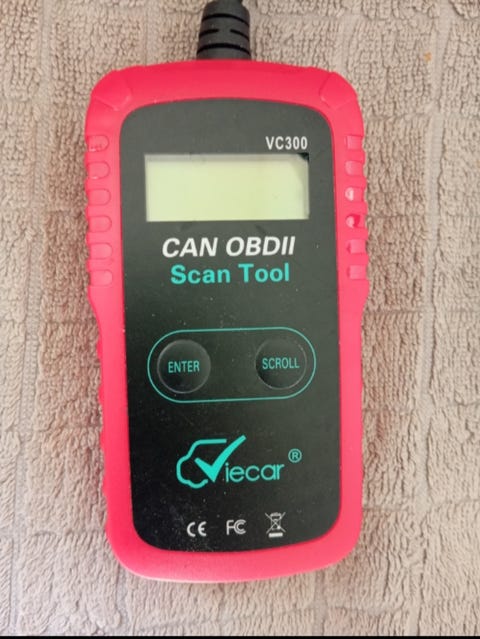 VC300
CAN OBDII
Scan Tool
ENTER SCROLL
Viecar ®
CE FC